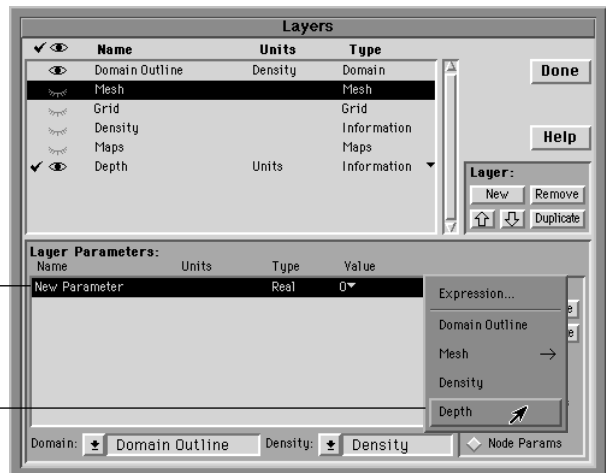 Layers
Name Units Type
Domain Outline Density Domain
Mesh Mesh
Grid Grid
Density Information
Maps Maps
Depth Units Information
Done
Help
Layer:
New Remove
Duplicate
Layer Parameters:
Name Units Type Value
New Parameter Real 0
Expression...
Domain Outline
Mesh
Density
Depth
Domain: Domain Outline Density: Density Node Params